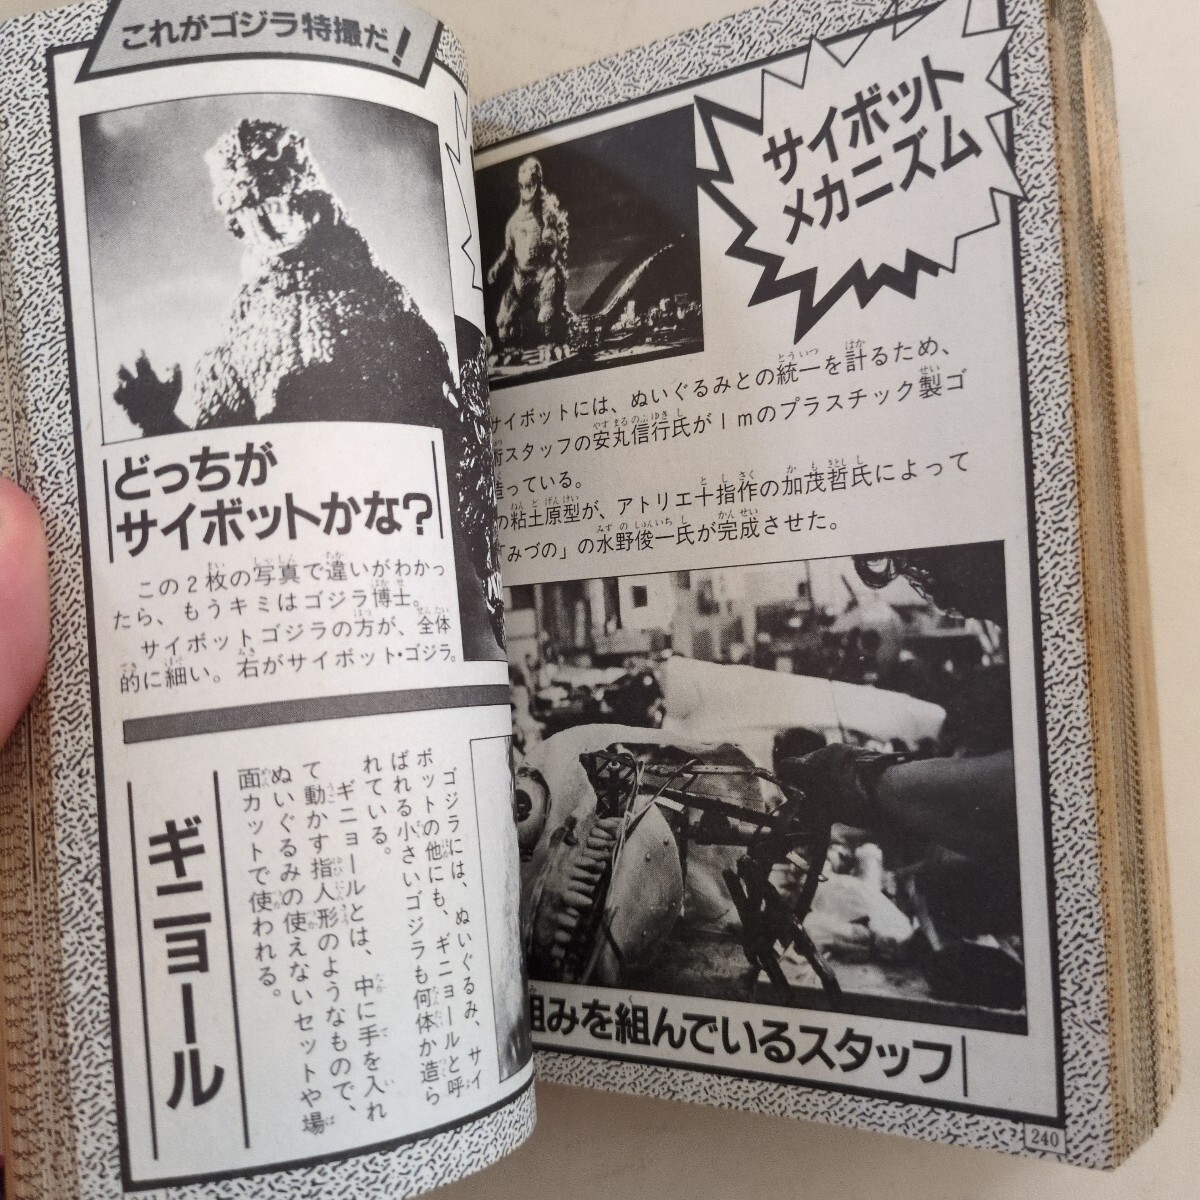 これがゴジラ特撮だ!
どっちが
サイボットかな?
この2枚の写真で違いがわかっ
たら、もうキミはゴジラ博士。
サイボットゴジラの方が、全体
的に細い。右がサイボット・ゴジラ。
ギニョール
ゴジラには、ぬいぐるみ、サイ
ボットの他にも、ギニョールと呼
ばれる小さいゴジラも何体か造ら
れている。
ギニョールとは、中に手を入れ
て動かす指人形のようなもので、
ぬいぐるみの使えないセットや場
面カットで使われる。
サイボット
メカニズム
サイボットには、ぬいぐるみとの統一を計るため、
術スタッフの安丸信行氏が1mのプラスチック製ゴ
造っている。
の粘土原型が、アトリエ十指作の加茂哲氏によって
「みづの」の水野俊一氏が完成させた。
組みを組んでいるスタッフ
240